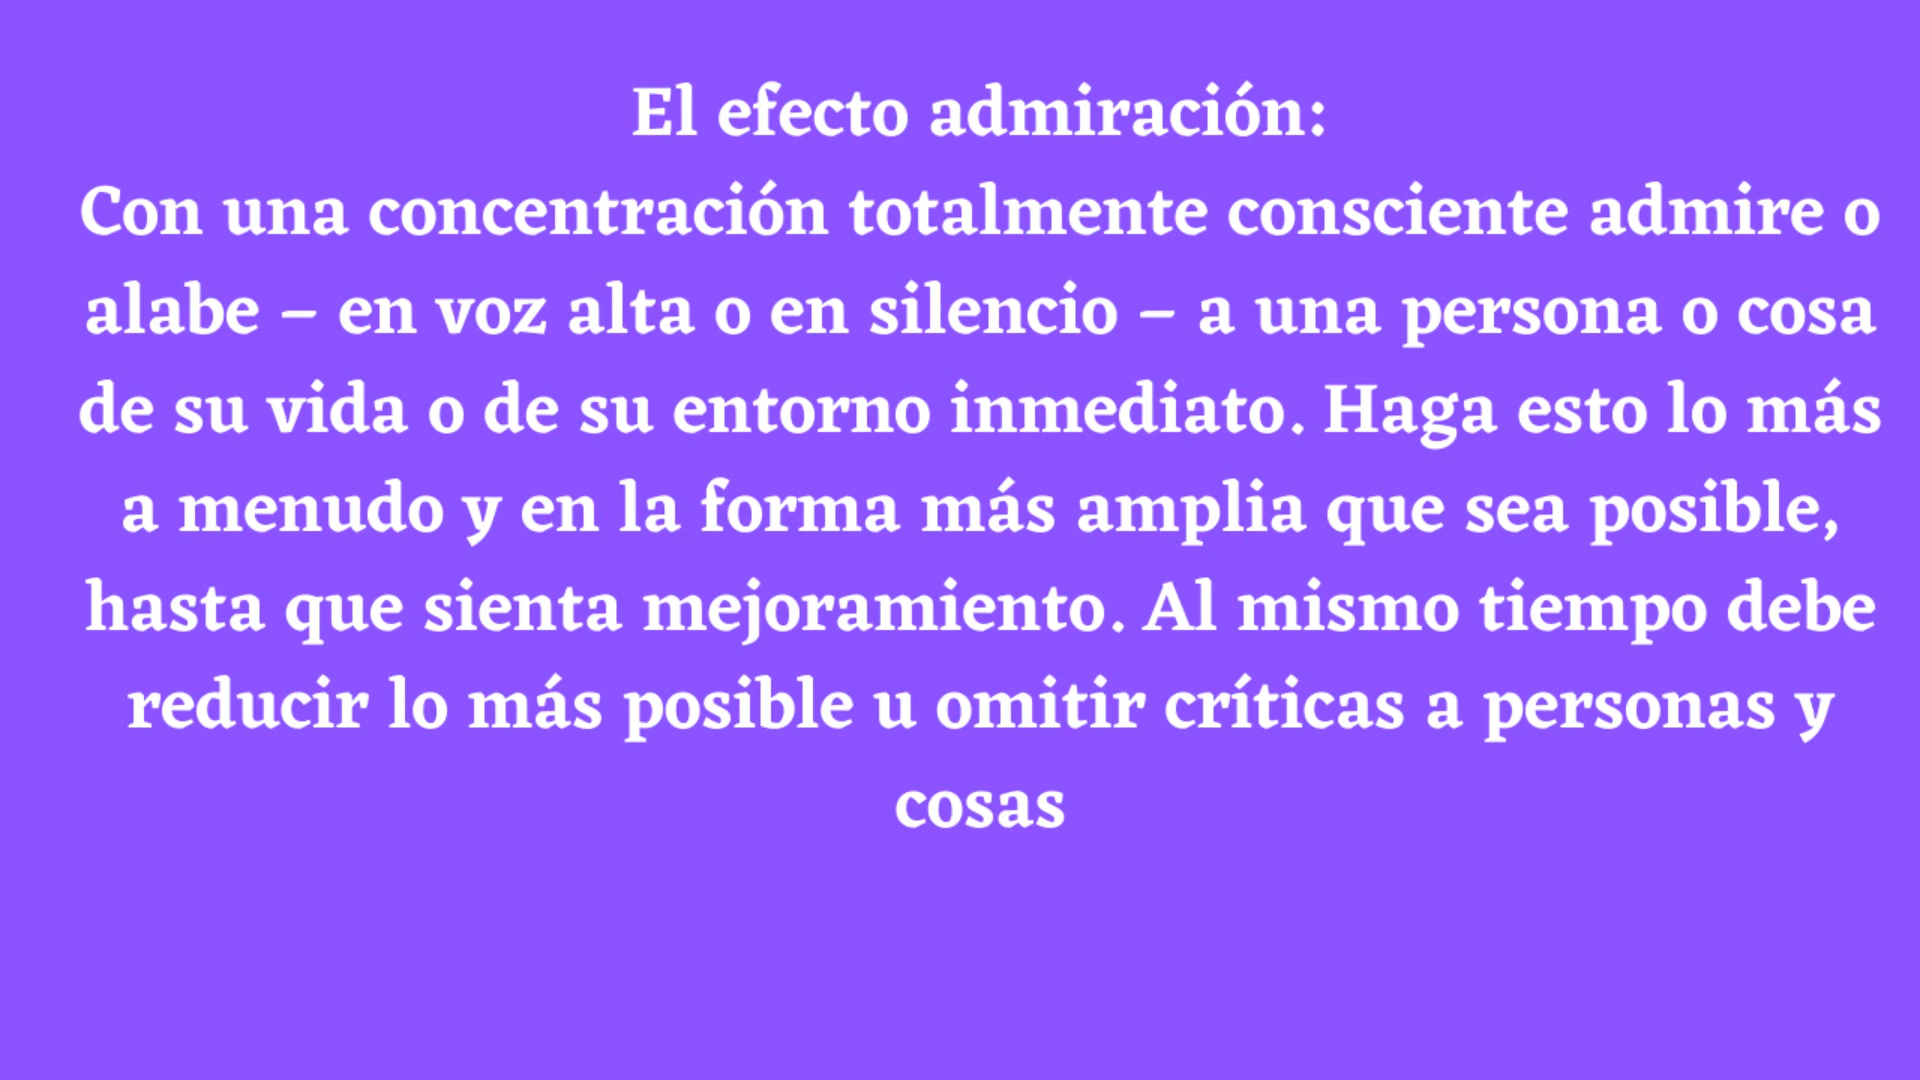 El efecto admiración:
Con una concentración totalmente consciente admire o
alabe – en voz alta o en silencio – a una persona o cosa
de su vida o de su entorno inmediato. Haga esto lo más
a menudo y en la forma más amplia que sea posible,
hasta que sienta mejoramiento. Al mismo tiempo debe
reducir lo más posible u omitir críticas a personas y
cosas